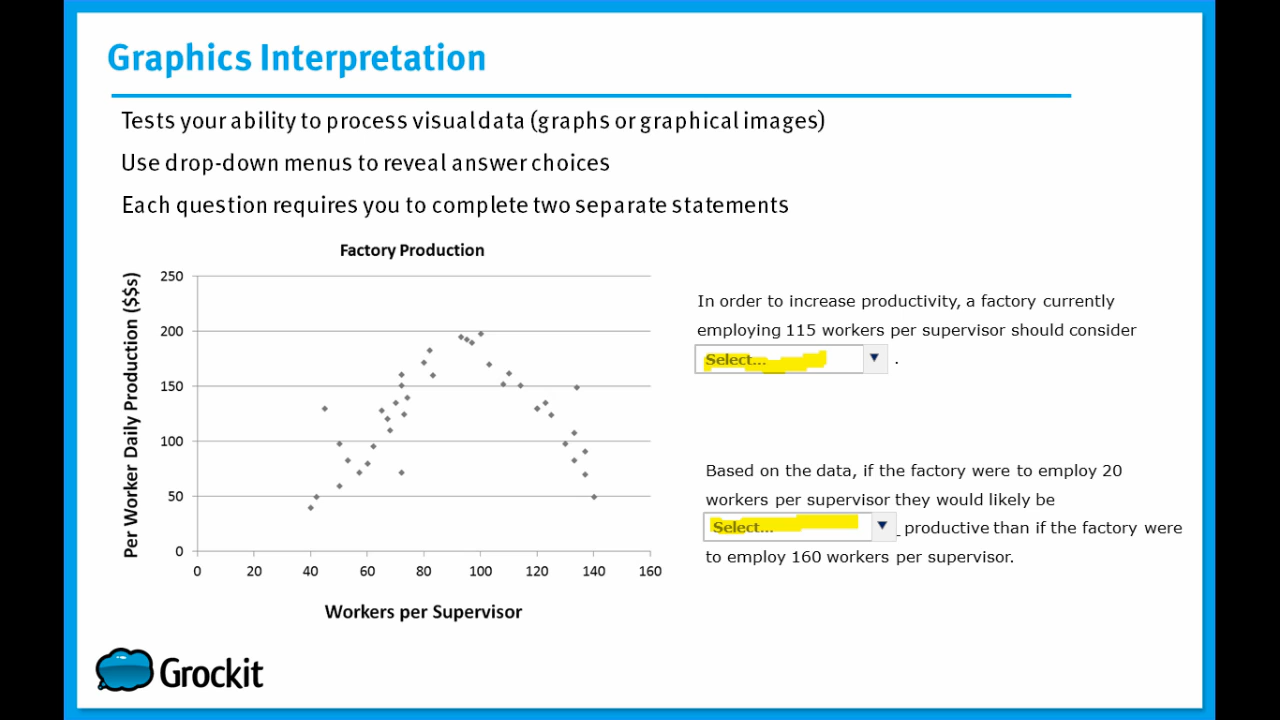 Graphics Interpretation
Tests your ability to process visual data (graphs or graphical images)
Use drop-down menus to reveal answer choices
Each question requires you to complete two separate statements
Factory Production
Per Worker Daily Production ($$s)
250
200
150
100
50
0
0 20 40 60 80 100 120 140 160
Workers per Supervisor
In order to increase productivity, a factory currently
employing 115 workers per supervisor should consider
Select... .
Based on the data, if the factory were to employ 20
workers per supervisor they would likely be
Select... productive than if the factory were
to employ 160 workers per supervisor.
Grockit